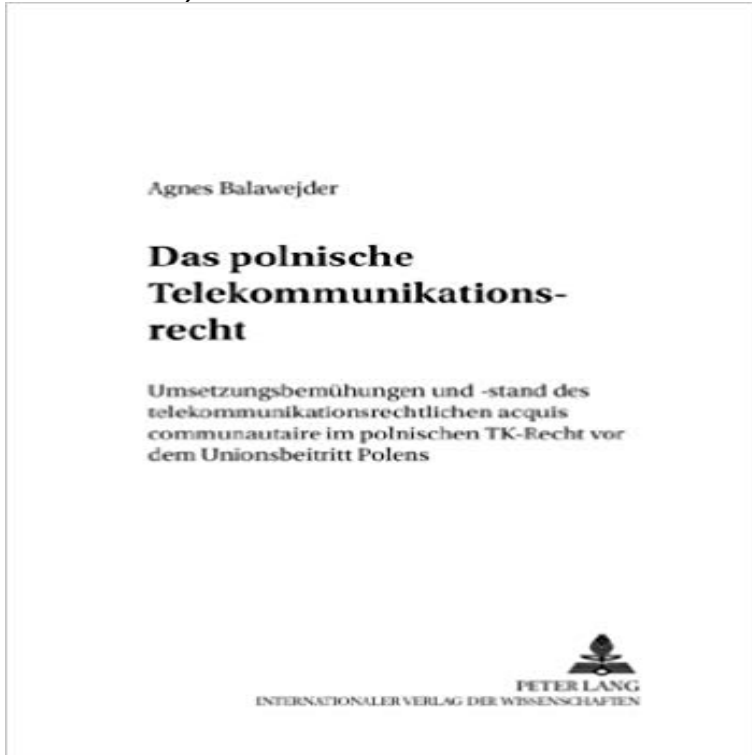 Agnes Balawejder
Das polnische
Telekommunikations-
recht
Umsetzungsbemühungen und -stand des
telekommunikationsrechtlichen acquis
communautaire im polnischen TK-Recht vor
dem Unionsbeitritt Polens
PETER LANG
INTERNATIONALER VERLAG DER WISSENSCHAFTEN